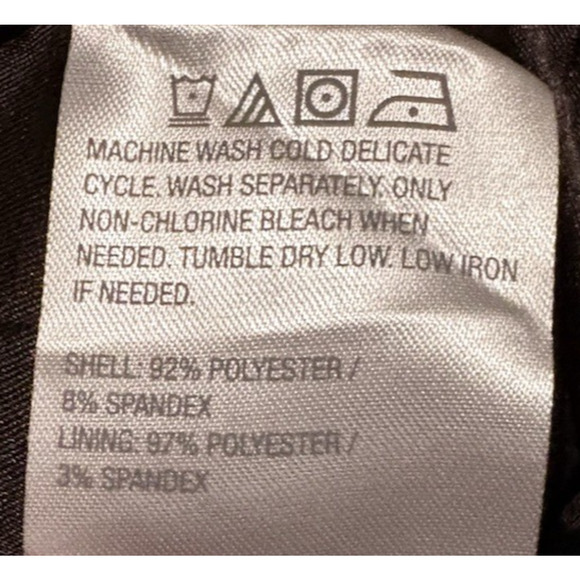 MACHINE WASH COLD DELICATE
CYCLE. WASH SEPARATELY. ONLY
NON-CHLORINE BLEACH WHEN
NEEDED. TUMBLE DRY LOW. LOW IRON
IF NEEDED.
SHELL: 92% POLYESTER /
8% SPANDEX
LINING: 97% POLYESTER /
3% SPANDEX